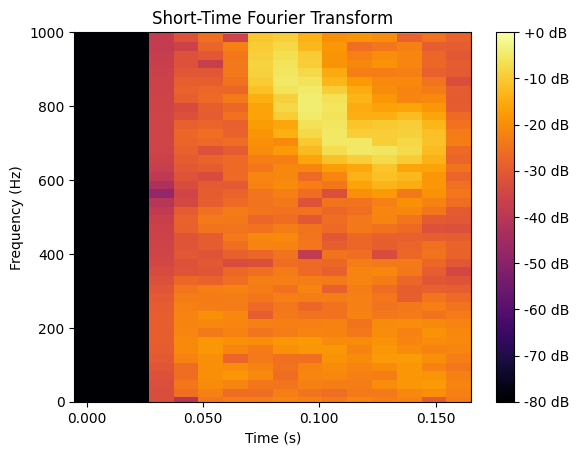 Short-Time Fourier Transform
1000
800
600
400
200
0
Frequency (Hz)
0.000
0.050
0.100
0.150
Time (s)
+0 dB
-10 dB
-20 dB
-30 dB
-40 dB
-50 dB
-60 dB
-70 dB
-80 dB